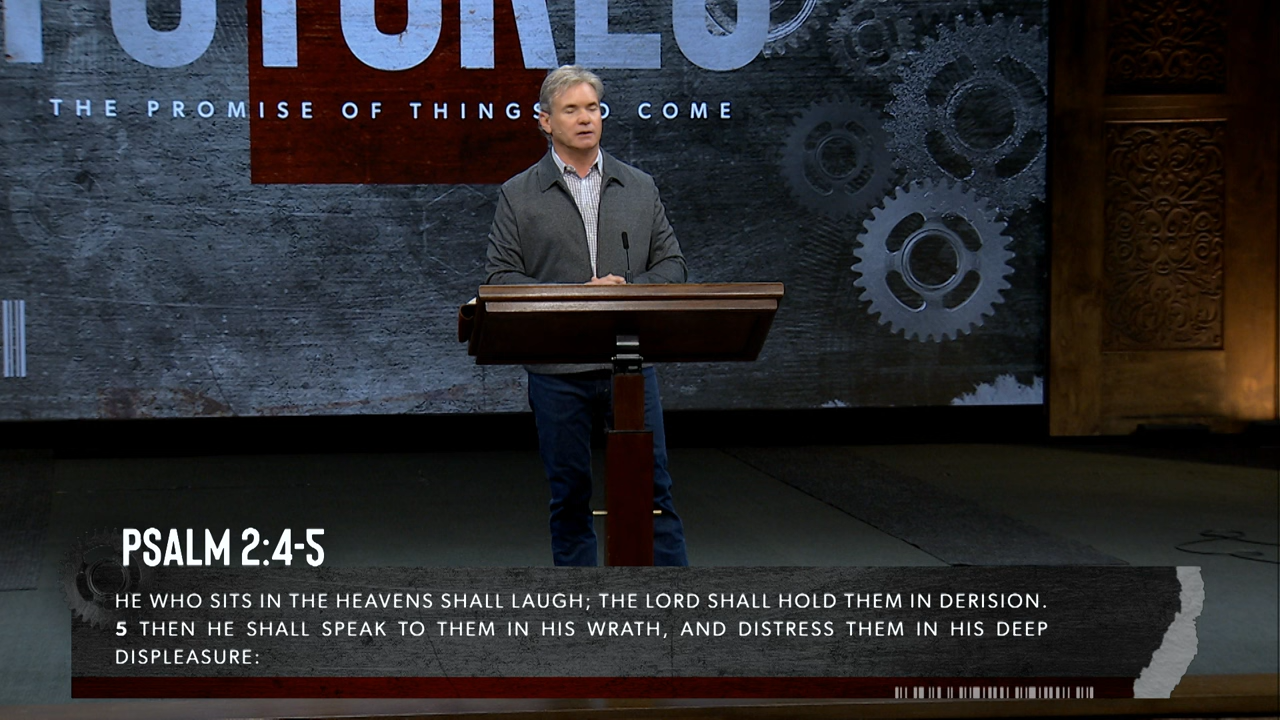 FUTURES
THE PROMISE OF THINGS TO COME
PSALM 2:4-5
HE WHO SITS IN THE HEAVENS SHALL LAUGH; THE LORD SHALL HOLD THEM IN DERISION.
5 THEN HE SHALL SPEAK TO THEM IN HIS WRATH, AND DISTRESS THEM IN HIS DEEP
DISPLEASURE: